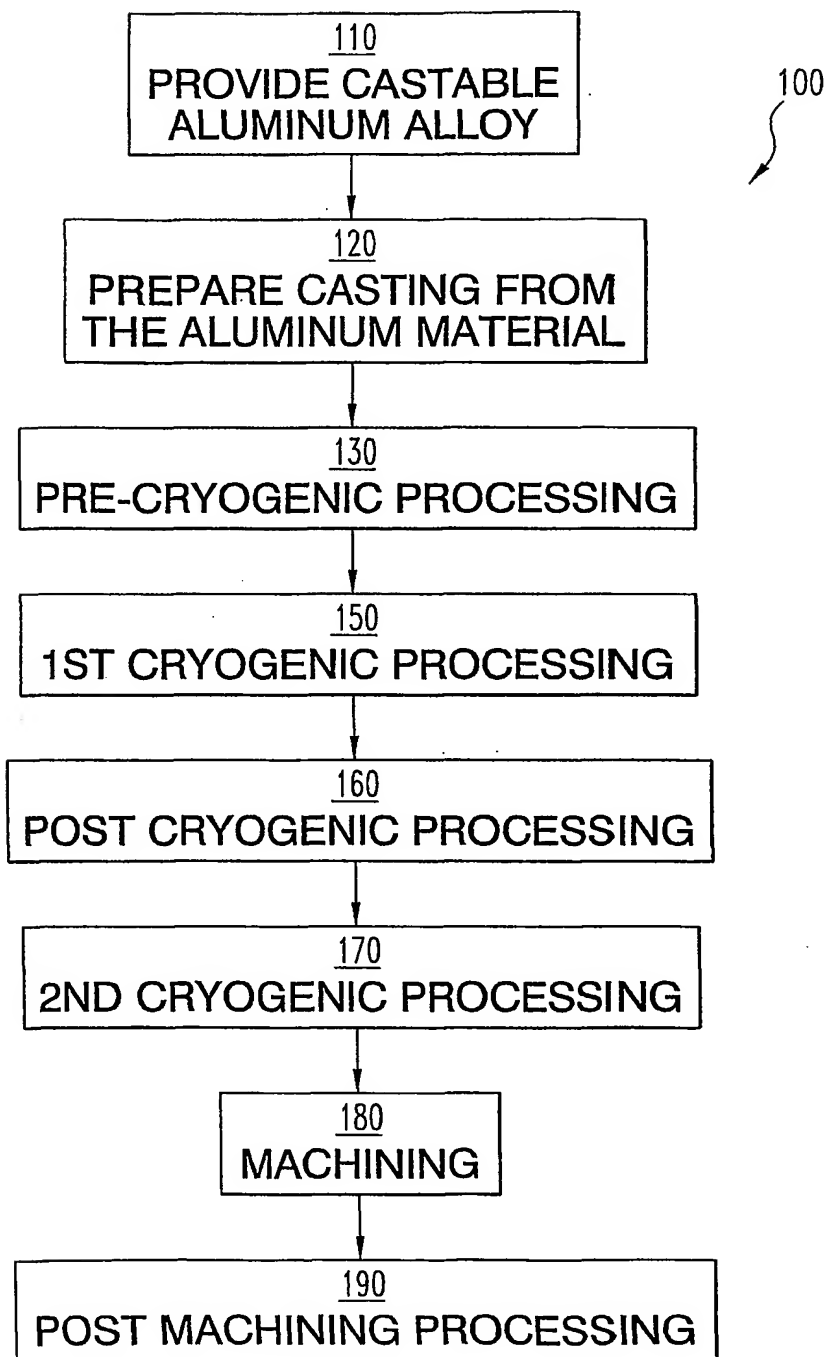 110
PROVIDE CASTABLE
ALUMINUM ALLOY
100
120
PREPARE CASTING FROM
THE ALUMINUM MATERIAL
130
PRE-CRYOGENIC PROCESSING
150
1ST CRYOGENIC PROCESSING
160
POST CRYOGENIC PROCESSING
170
2ND CRYOGENIC PROCESSING
180
MACHINING
190
POST MACHINING PROCESSING